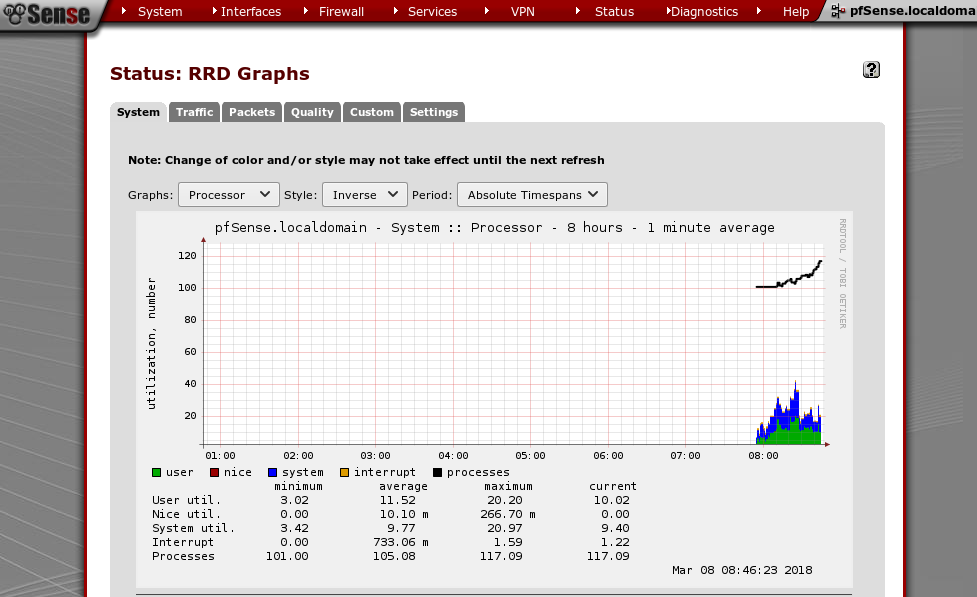 Sense
System Interfaces Firewall Services VPN Status Diagnostics Help pfSense.localdoma
Status: RRD Graphs
?
System Traffic Packets Quality Custom Settings
Note: Change of color and/or style may not take effect until the next refresh
Graphs: Processor Style: Inverse Period: Absolute Timespans
pfSense.localdomain - System :: Processor - 8 hours - 1 minute average
RRDTOOL / TOBI OETIKER
utilization, number
120
100
80
60
40
20
01:00 02:00 03:00 04:00 05:00 06:00 07:00 08:00
user nice system interrupt processes
minimum average maximum current
User util. 3.02 11.52 20.20 10.02
Nice util. 0.00 10.10 m 266.70 m 0.00
System util. 3.42 9.77 20.97 9.40
Interrupt 0.00 733.06 m 1.59 1.22
Processes 101.00 105.08 117.09 117.09
Mar 08 08:46:23 2018